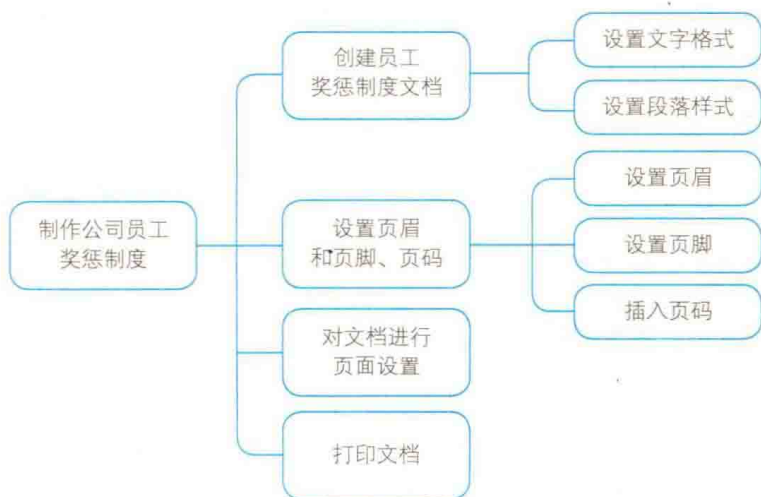 制作公司员工
奖惩制度
创建员工
奖惩制度文档
设置文字格式
设置段落样式
设置页眉
和页脚、页码
设置页眉
设置页脚
插入页码
对文档进行
页面设置
打印文档